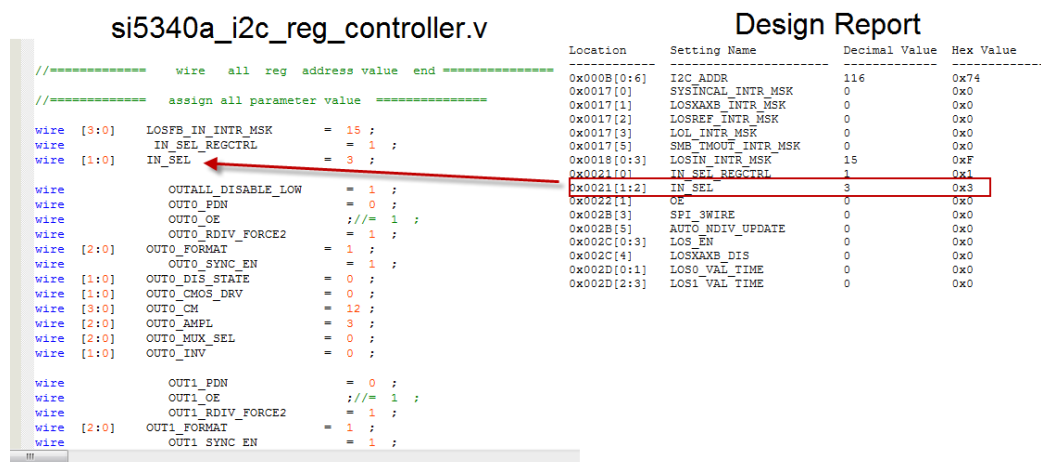 si5340a_i2c_reg_controller.v
//============= wire all reg address value end ===============
//============= assign all parameter value ===============
wire [3:0] LOSFB_IN_INTR_MSK = 15 ;
wire IN_SEL_REGCTRL = 1 ;
wire [1:0] IN_SEL = 3 ;
wire OUTALL_DISABLE_LOW = 1 ;
wire OUT0_PDN = 0 ;
wire OUT0_OE ;//= 1 ;
wire OUT0_RDIV_FORCE2 = 1 ;
wire [2:0] OUT0_FORMAT = 1 ;
wire OUT0_SYNC_EN = 1 ;
wire [1:0] OUT0_DIS_STATE = 0 ;
wire [1:0] OUT0_CMOS_DRV = 0 ;
wire [3:0] OUT0_CM = 12 ;
wire [2:0] OUT0_AMPL = 3 ;
wire [2:0] OUT0_MUX_SEL = 0 ;
wire [1:0] OUT0_INV = 0 ;
wire OUT1_PDN = 0 ;
wire OUT1_OE ;//= 1 ;
wire OUT1_RDIV_FORCE2 = 1 ;
wire [2:0] OUT1_FORMAT = 1 ;
wire OUT1_SYNC_EN = 1 ;
Design Report
Location Setting Name Decimal Value Hex Value
------------ ---------------------- ------------- ------------
0x000B[0:6] I2C_ADDR 116 0x74
0x0017[0] SYSINCAL_INTR_MSK 0 0x0
0x0017[1] LOSXAXB_INTR_MSK 0 0x0
0x0017[2] LOSREF_INTR_MSK 0 0x0
0x0017[3] LOL_INTR_MSK 0 0x0
0x0017[5] SMB_TMOUT_INTR_MSK 0 0x0
0x0018[0:3] LOSIN_INTR_MSK 15 0xF
0x0021[0] IN_SEL_REGCTRL 1 0x1
0x0021[1:2] IN_SEL 3 0x3
0x0022[1] OE 0 0x0
0x002B[3] SPI_3WIRE 0 0x0
0x002B[5] AUTO_NDIV_UPDATE 0 0x0
0x002C[0:3] LOS_EN 0 0x0
0x002C[4] LOSXAXB_DIS 0 0x0
0x002D[0:1] LOS0_VAL_TIME 0 0x0
0x002D[2:3] LOS1_VAL_TIME 0 0x0